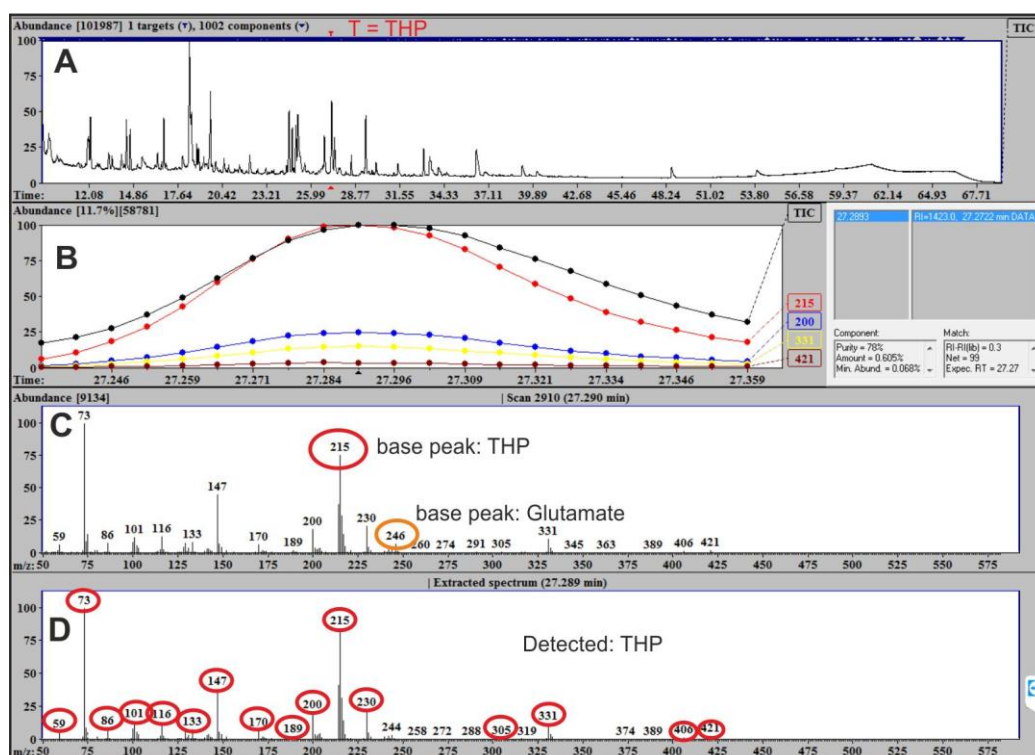 Abundance [101987] 1 targets (▾), 1002 components (▾)
T = THP
TIC
A
100
75
50
25
0
Time: 12.08 14.86 17.64 20.42 23.21 25.99 28.77 31.55 34.33 37.11 39.89 42.68 45.46 48.24 51.02 53.80 56.58 59.37 62.14 64.93 67.71
Abundance [11.7%][58781]
TIC
B
100
75
50
25
0
215
200
331
421
Time: 27.246 27.259 27.271 27.284 27.296 27.309 27.321 27.334 27.346 27.359
27.2893 RI=1423.0, 27.2722 min DATA
Component: Match:
Purity = 78% RI-RI(lib) = 0.3
Amount = 0.605% Net = 99
Min. Abund. = 0.068% Expec. RT = 27.27
Abundance [9134] | Scan 2910 (27.290 min)
C
100
75
50
25
0
73
215 base peak: THP
147
base peak: Glutamate
59 86 101 116 133 170 189 200 230 246 260 274 291 305 331 345 363 389 406 421
m/z: 50 75 100 125 150 175 200 225 250 275 300 325 350 375 400 425 450 475 500 525 550 575
| Extracted spectrum (27.289 min)
D
100
75
50
25
0
73
215
Detected: THP
147
59 86 101 116 133 170 189 200 230 244 258 272 288 305 319 331 374 389 406 421
m/z: 50 75 100 125 150 175 200 225 250 275 300 325 350 375 400 425 450 475 500 525 550 575